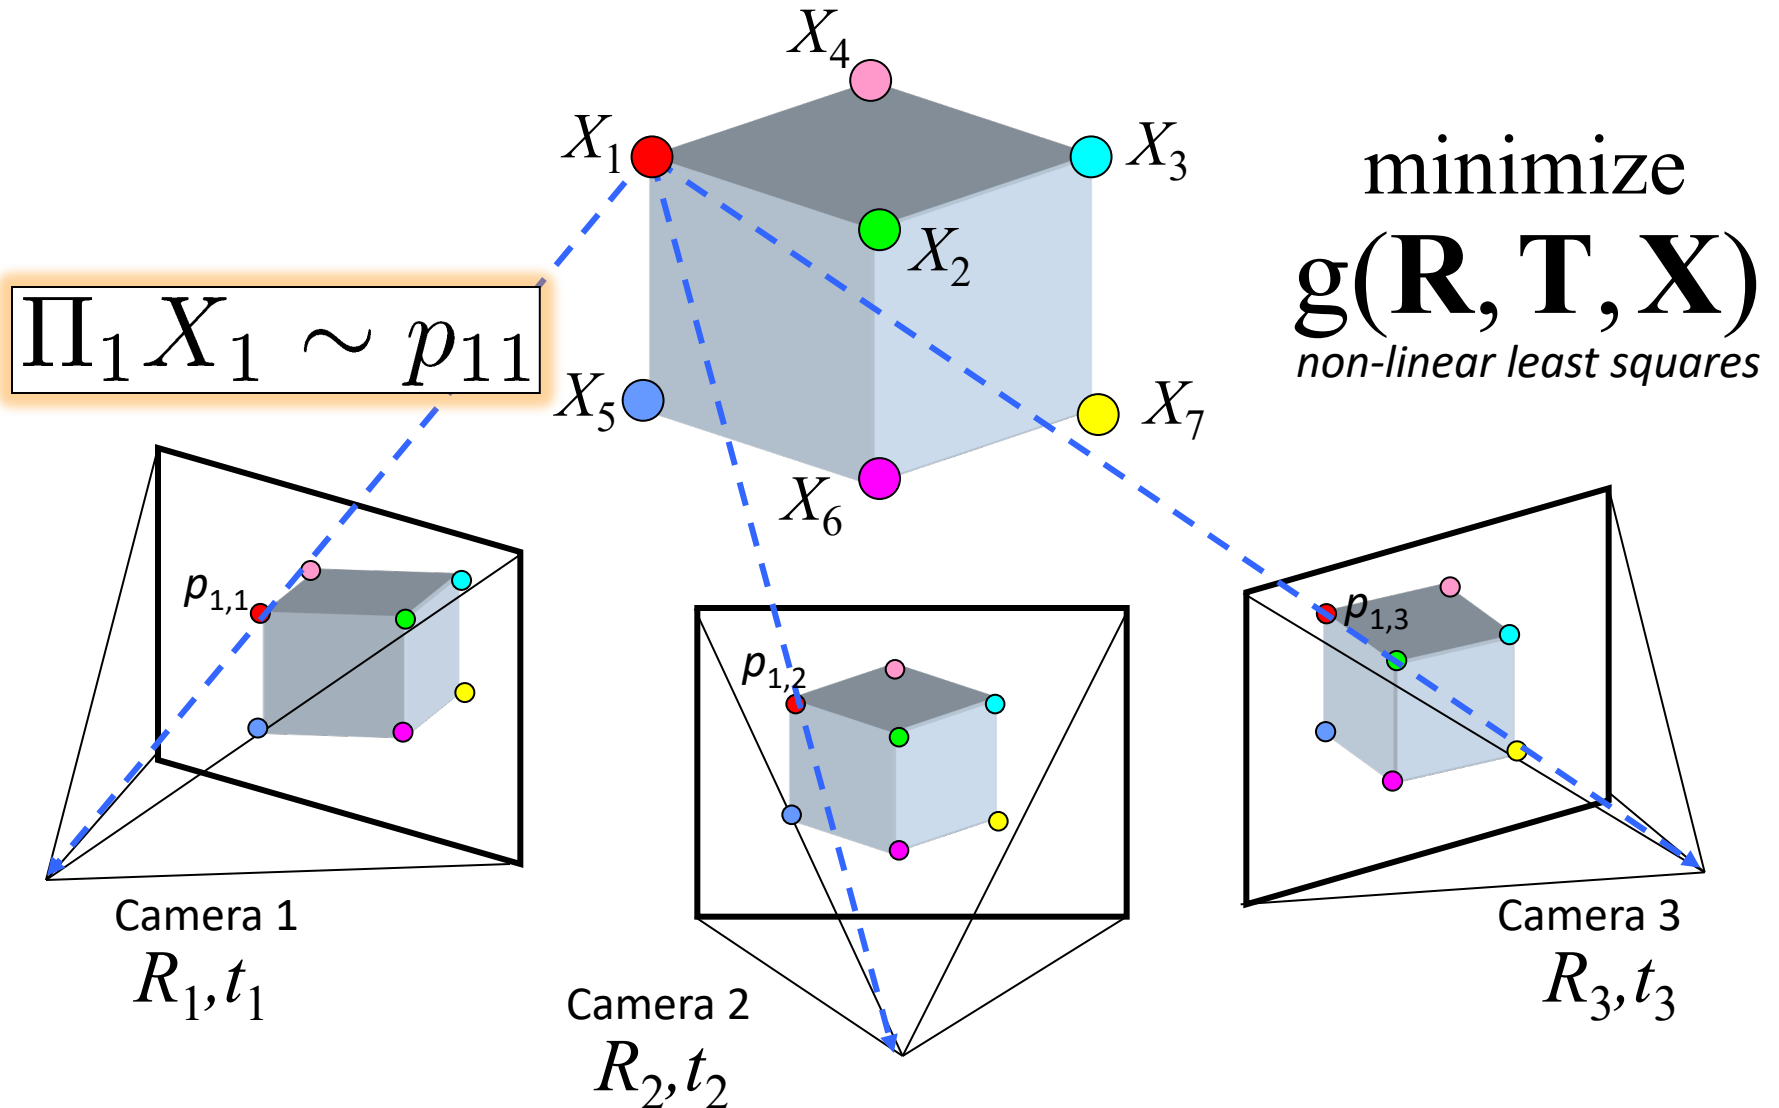 X₄
X₁
X₃
minimize
X₂
g(R, T, X)
Π₁X₁ ∼ p₁₁
non-linear least squares
X₅
X₇
X₆
p₁,₁
p₁,₃
p₁,₂
Camera 1
R₁,t₁
Camera 3
R₃,t₃
Camera 2
R₂,t₂